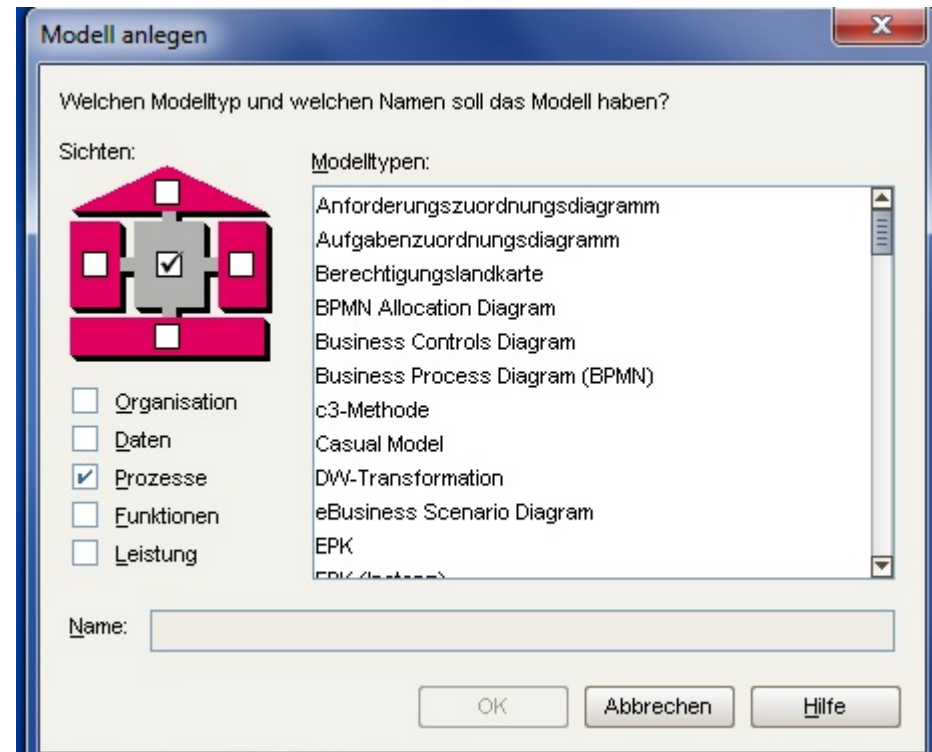 Modell anlegen
Welchen Modelltyp und welchen Namen soll das Modell haben?
Sichten:
Modelltypen:
Anforderungszuordnungsdiagramm
Aufgabenzuordnungsdiagramm
Berechtigungslandkarte
BPMN Allocation Diagram
Business Controls Diagram
Business Process Diagram (BPMN)
c3-Methode
Casual Model
DW-Transformation
eBusiness Scenario Diagram
EPK
Organisation
Daten
Prozesse
Funktionen
Leistung
Name:
OK
Abbrechen
Hilfe